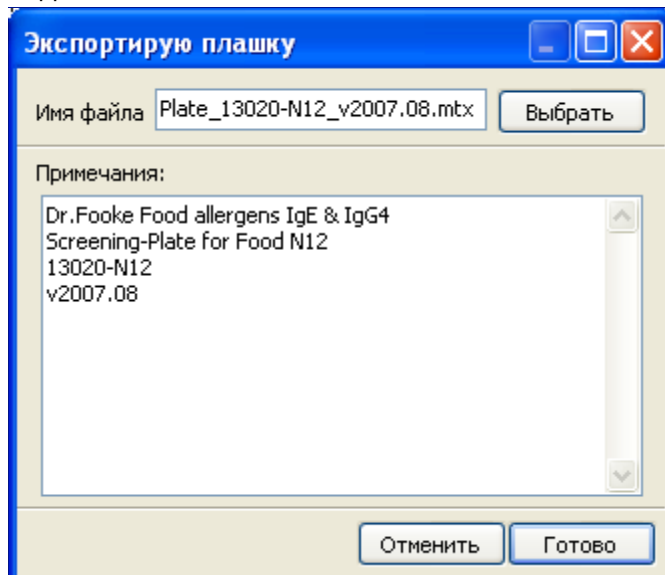 Экспортирую плашку
Имя файла Plate_13020-N12_v2007.08.mtx Выбрать
Примечания:
Dr.Fooke Food allergens IgE & IgG4
Screening-Plate for Food N12
13020-N12
v2007.08
Отменить Готово